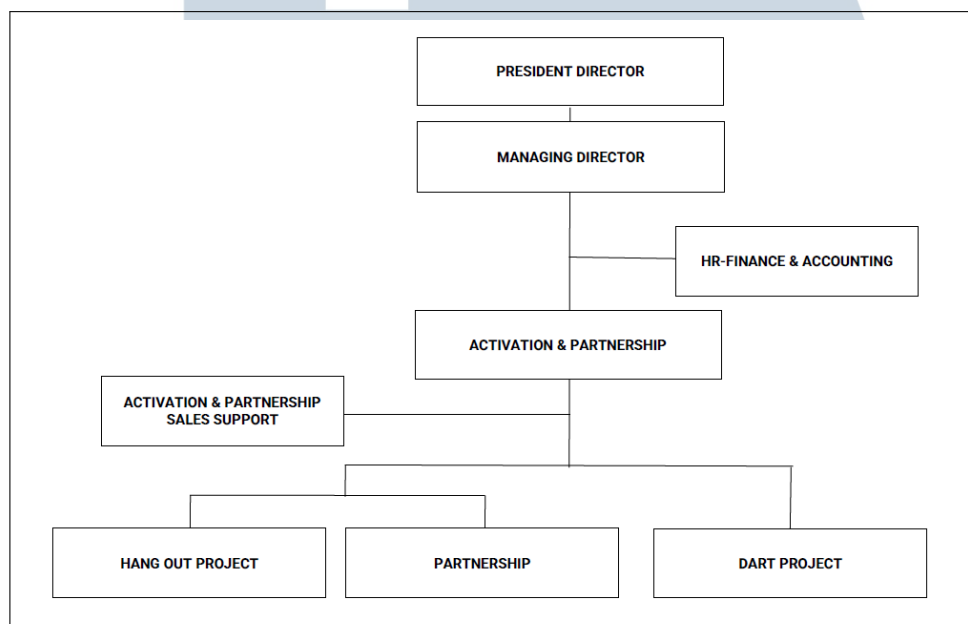 PRESIDENT DIRECTOR
MANAGING DIRECTOR
HR-FINANCE & ACCOUNTING
ACTIVATION & PARTNERSHIP
ACTIVATION & PARTNERSHIP
SALES SUPPORT
HANG OUT PROJECT
PARTNERSHIP
DART PROJECT